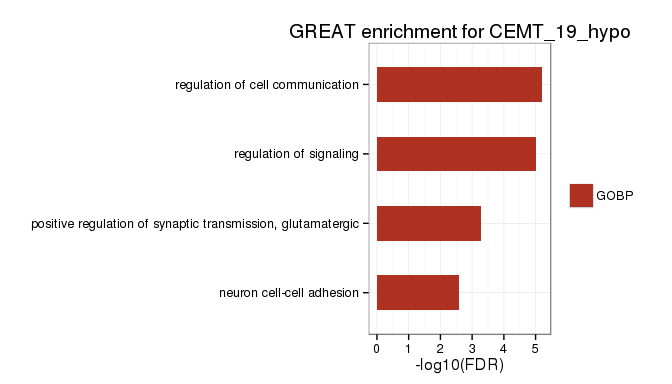 GREAT enrichment for CEMT_19_hypo
regulation of cell communication
regulation of signaling
positive regulation of synaptic transmission, glutamatergic
neuron cell-cell adhesion
GOBP
0 1 2 3 4 5
-log10(FDR)